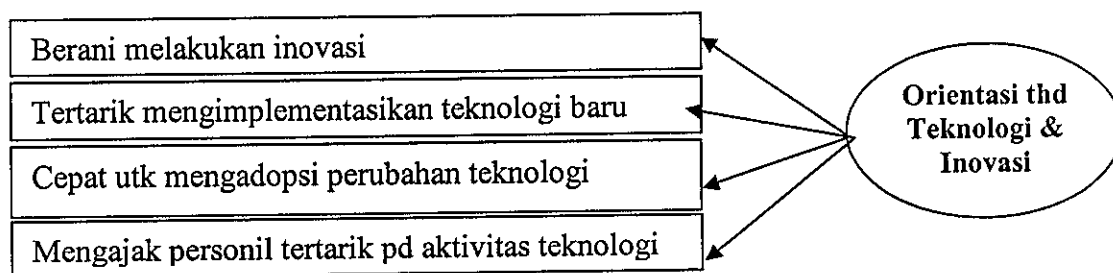 Berani melakukan inovasi
Tertarik mengimplementasikan teknologi baru
Cepat utk mengadopsi perubahan teknologi
Mengajak personil tertarik pd aktivitas teknologi
Orientasi thd
Teknologi &
Inovasi